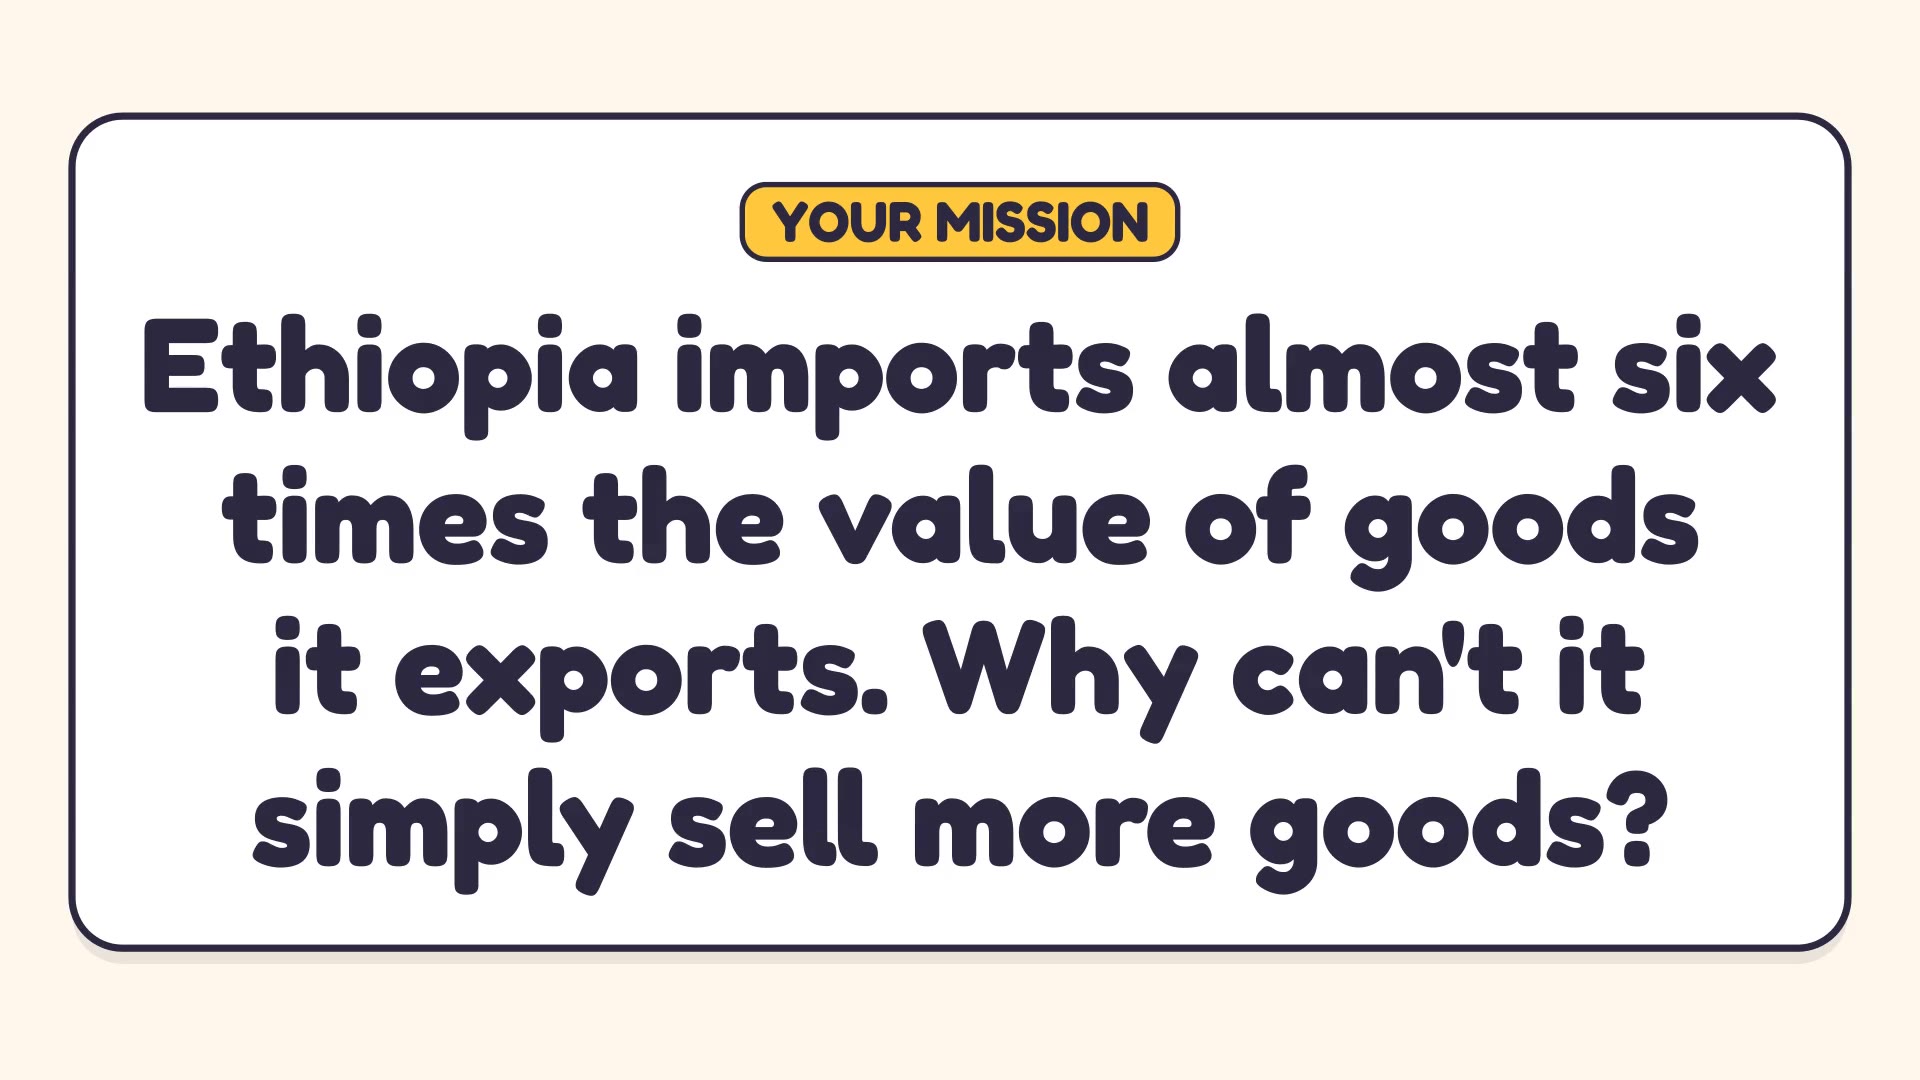 YOUR MISSION
Ethiopia imports almost six
times the value of goods
it exports. Why can't it
simply sell more goods?